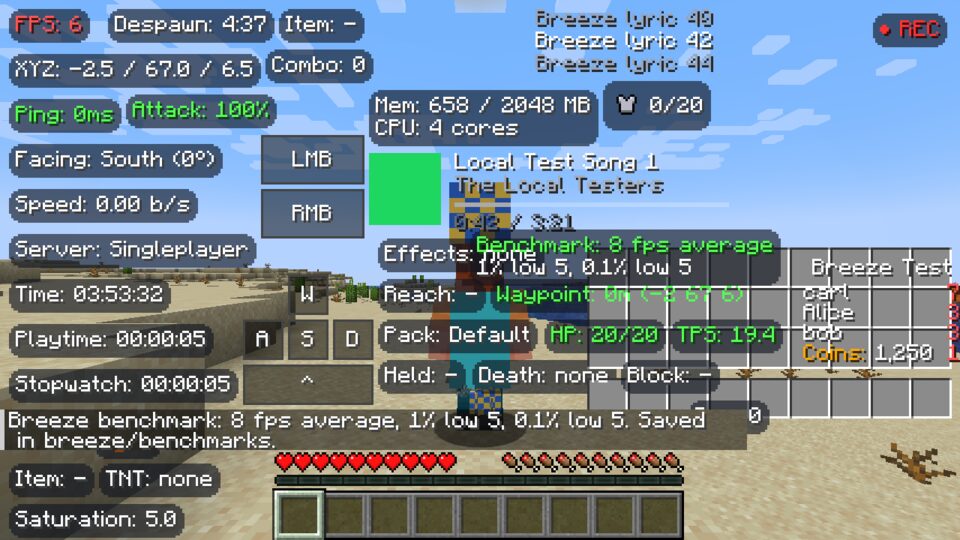 FPS: 6
Despawn: 4:37
Item: -
Breeze lyric 40
Breeze lyric 42
Breeze lyric 44
REC
XYZ: -2.5 / 67.0 / 6.5
Combo: 0
Ping: 0ms
Attack: 100%
Mem: 658 / 2048 MB
CPU: 4 cores
0/20
Facing: South (0°)
LMB
Local Test Song 1
The Local Testers
Speed: 0.00 b/s
RMB
0:42 / 3:21
Server: Singleplayer
Effects: none
Benchmark: 8 fps average
1% low 5, 0.1% low 5
Breeze Test
Time: 03:53:32
W
Reach: -
Waypoint: 0m (-2 67 6)
carl
Alice
Playtime: 00:00:05
A
S
D
Pack: Default
HP: 20/20
TPS: 19.4
bob
Coins: 1,250
Stopwatch: 00:00:05
^
Held: -
Death: none
Block: -
0
Breeze benchmark: 8 fps average, 1% low 5, 0.1% low 5. Saved
in breeze/benchmarks.
Item: -
TNT: none
Saturation: 5.0